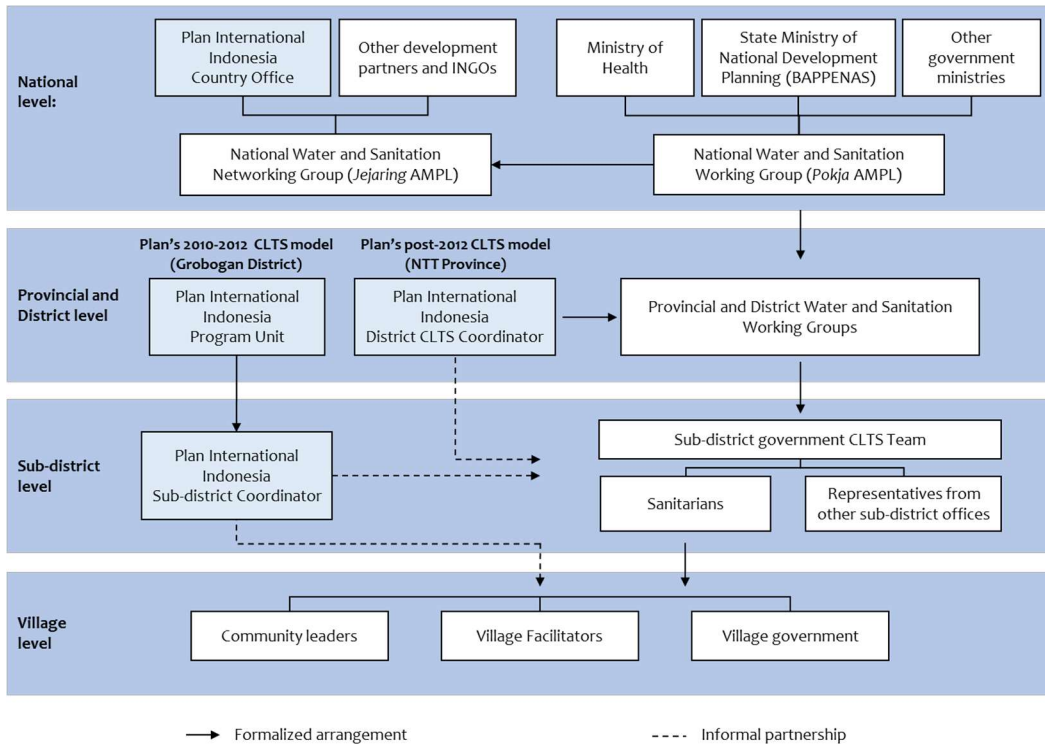 National
level:
Plan International
Indonesia
Country Office
Other development
partners and INGOs
Ministry of
Health
State Ministry of
National Development
Planning (BAPPENAS)
Other
government
ministries
National Water and Sanitation
Networking Group (Jejaring AMPL)
National Water and Sanitation
Working Group (Pokja AMPL)
Provincial and
District level
Plan's 2010-2012 CLTS model
(Grobogan District)
Plan International
Indonesia
Program Unit
Plan's post-2012 CLTS model
(NTT Province)
Plan International
Indonesia
District CLTS Coordinator
Provincial and District Water and Sanitation
Working Groups
Sub-district
level
Plan International
Indonesia
Sub-district Coordinator
Sub-district government CLTS Team
Sanitarians
Representatives from
other sub-district offices
Village
level
Community leaders
Village Facilitators
Village government
Formalized arrangement
Informal partnership